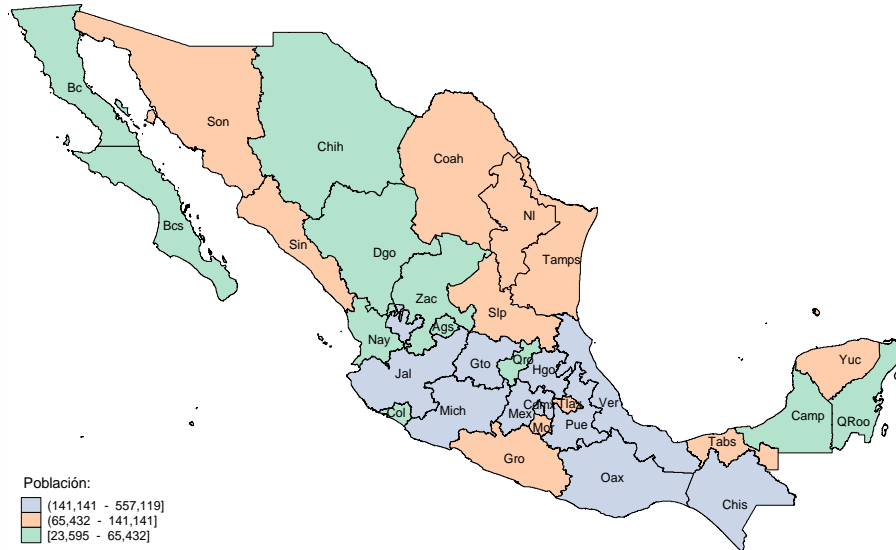 Bc
Son
Chih
Coah
Bcs
Nl
Sin
Dgo
Tamps
Zac
Slp
Ags
Nay
Yuc
Qro
Gto
Hgo
Jal
Cdmx
Tlax
Ver
Col
Mich
Mex
Camp
QRoo
Mor
Pue
Tabs
Gro
Oax
Chis
Población:
(141,141 - 557,119]
(65,432 - 141,141]
[23,595 - 65,432]